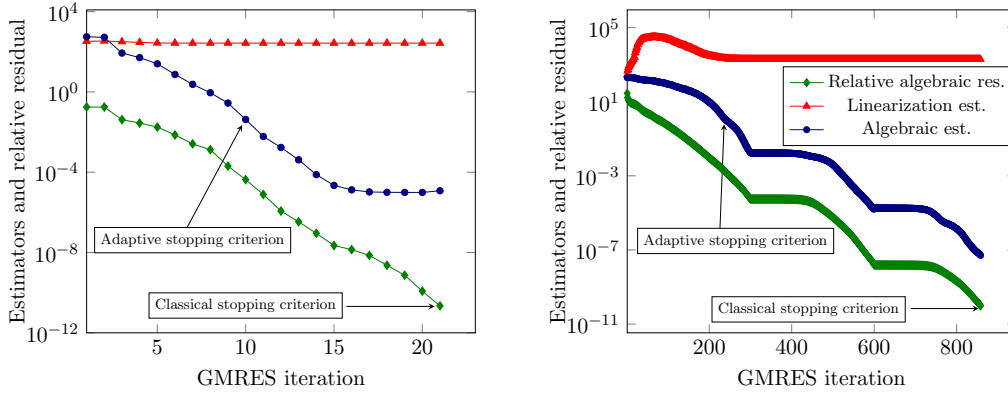 Estimators and relative residual
10^4
10^0
10^−4
10^−8
10^−12
5
10
15
20
GMRES iteration
Adaptive stopping criterion
Classical stopping criterion
Estimators and relative residual
10^5
10^1
10^−3
10^−7
10^−11
200
400
600
800
GMRES iteration
Relative algebraic res.
Linearization est.
Algebraic est.
Adaptive stopping criterion
Classical stopping criterion